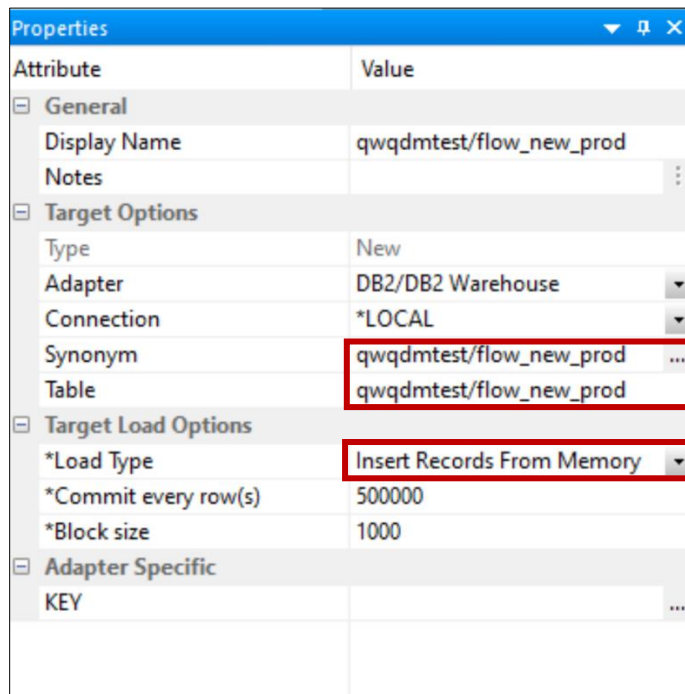 Properties
Attribute Value
General
Display Name qwqdmtest/flow_new_prod
Notes
Target Options
Type New
Adapter DB2/DB2 Warehouse
Connection *LOCAL
Synonym qwqdmtest/flow_new_prod ...
Table qwqdmtest/flow_new_prod
Target Load Options
*Load Type Insert Records From Memory
*Commit every row(s) 500000
*Block size 1000
Adapter Specific
KEY ...